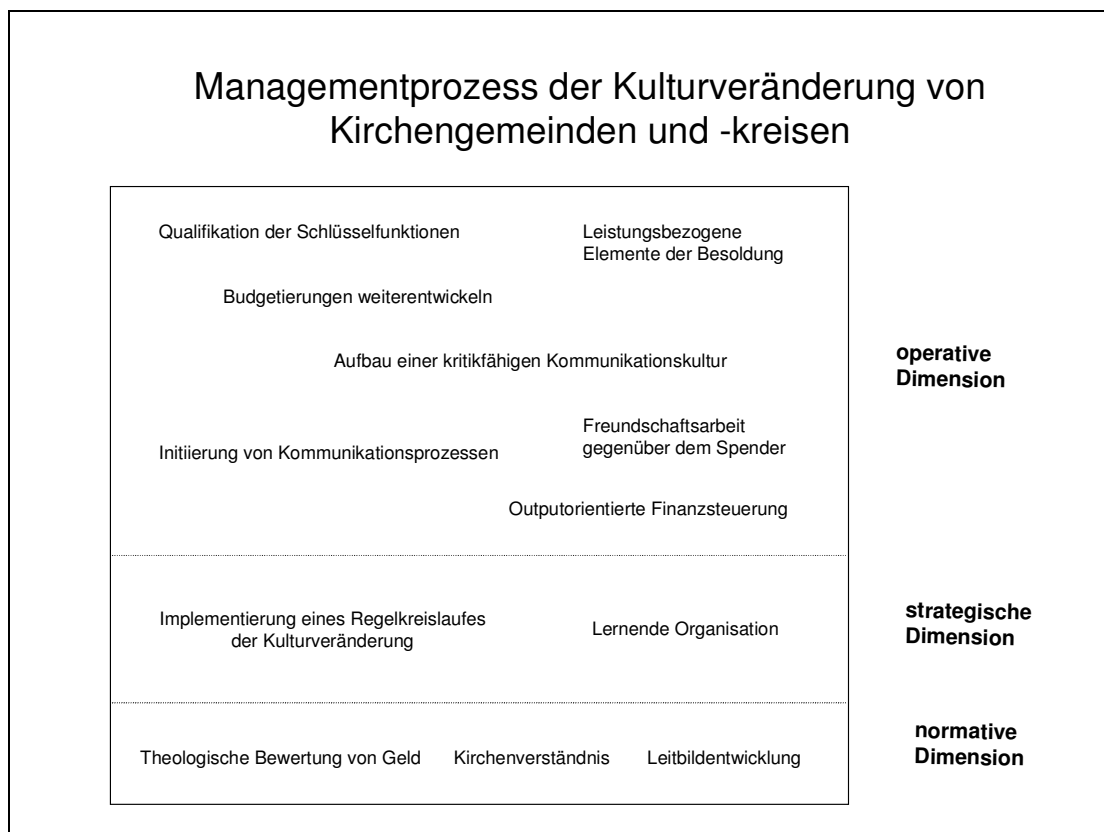 Managementprozess der Kulturveränderung von
Kirchengemeinden und -kreisen
Qualifikation der Schlüsselfunktionen
Leistungsbezogene
Elemente der Besoldung
Budgetierungen weiterentwickeln
Aufbau einer kritikfähigen Kommunikationskultur
operative
Dimension
Freundschaftsarbeit
gegenüber dem Spender
Initiierung von Kommunikationsprozessen
Outputorientierte Finanzsteuerung
Implementierung eines Regelkreislaufes
der Kulturveränderung
Lernende Organisation
strategische
Dimension
Theologische Bewertung von Geld
Kirchenverständnis
Leitbildentwicklung
normative
Dimension